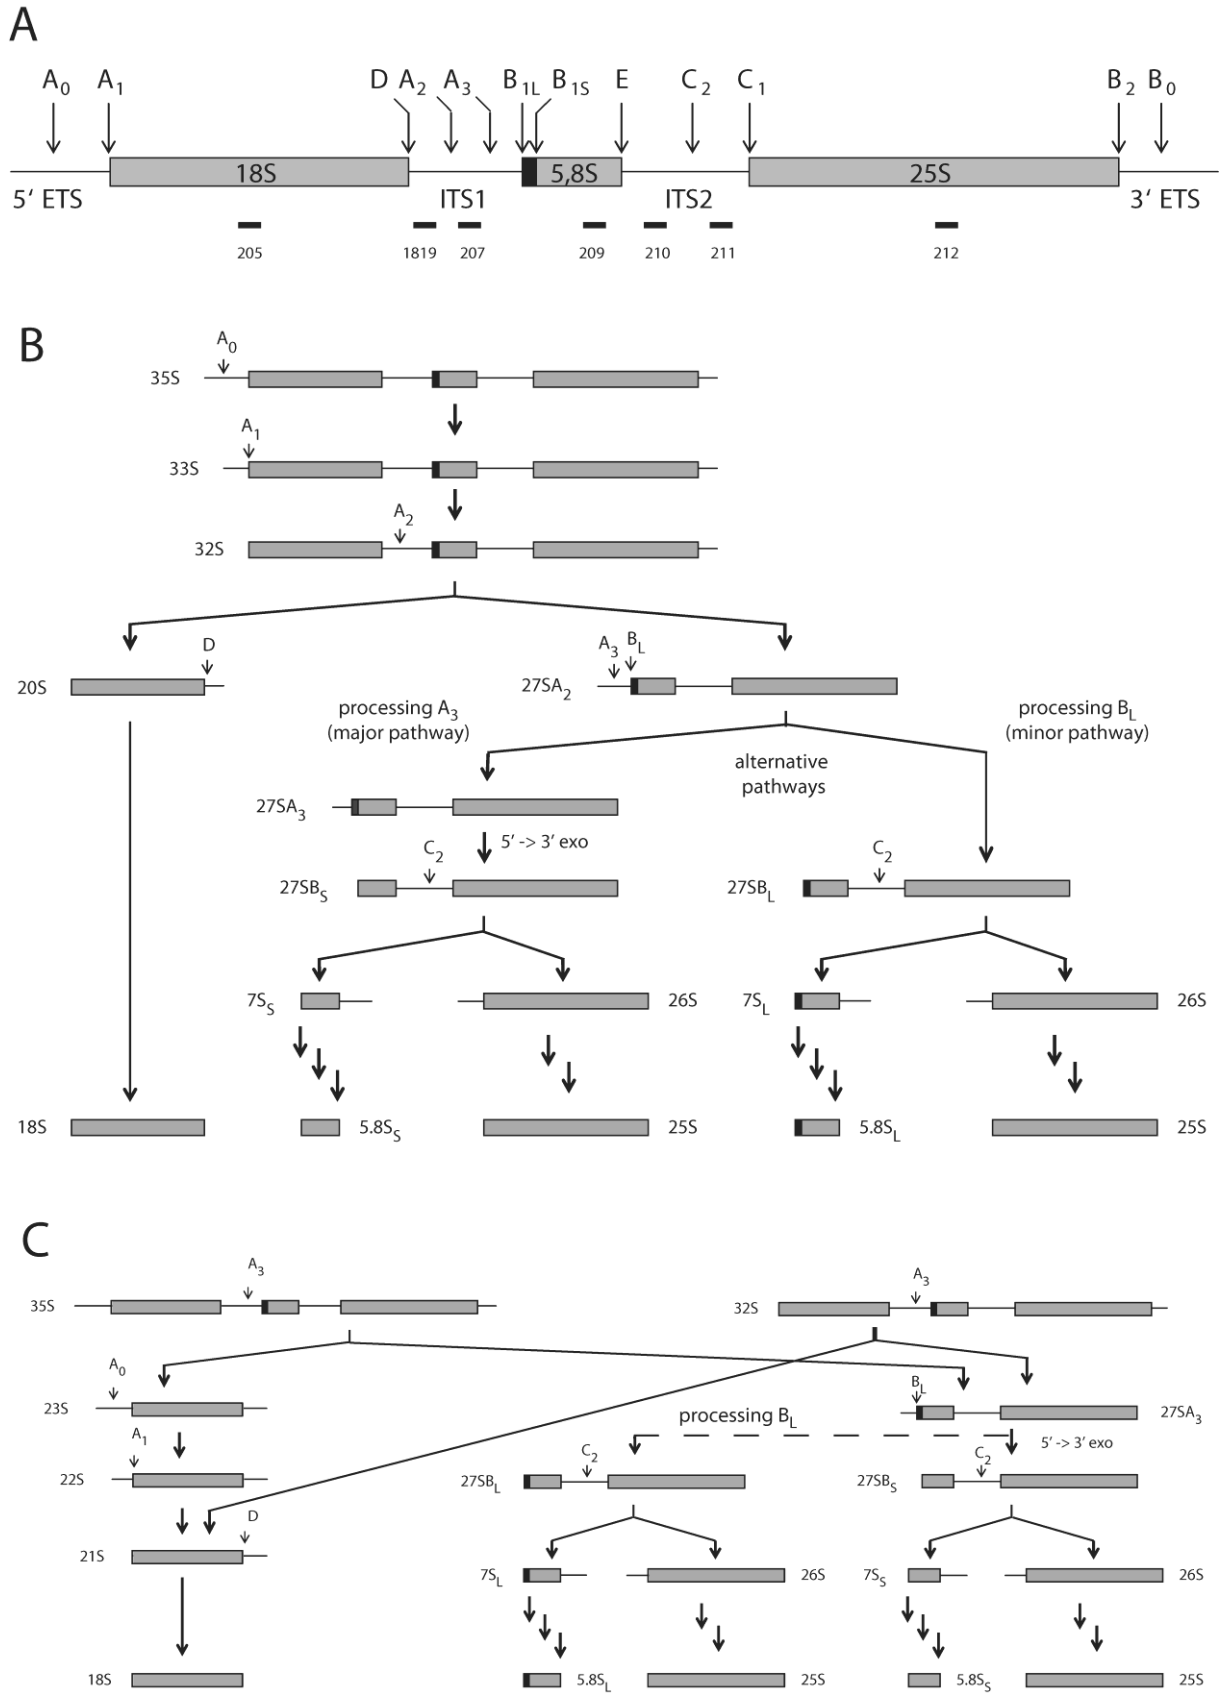 A
A0 A1 D A2 A3 B1L B1S E C2 C1 B2 B0
18S 5,8S 25S
5' ETS ITS1 ITS2 3' ETS
205 1819 207 209 210 211 212
B
A0
35S
A1
33S
A2
32S
D A3 BL
20S 27SA2
processing A3 processing BL
(major pathway) (minor pathway)
alternative
pathways
27SA3
5' -> 3' exo
C2 C2
27SBS 27SBL
7SS 26S 7SL 26S
18S 5.8SS 25S 5.8SL 25S
C
A3 A3
35S 32S
A0 BL
23S 27SA3
processing BL
A1 5' -> 3' exo
C2 C2
22S 27SBL 27SBS
D
21S 7SL 26S 7SS 26S
18S 5.8SL 25S 5.8SS 25S